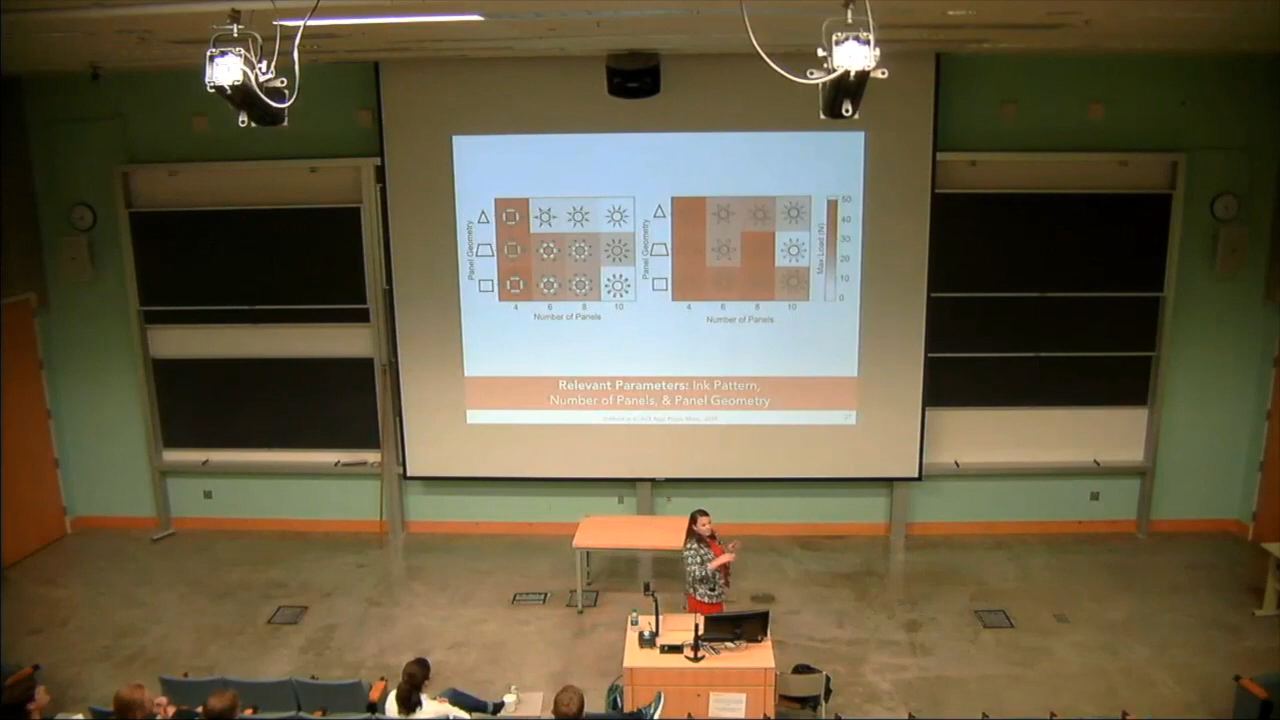 Panel Geometry
4
6
8
10
Number of Panels
Panel Geometry
4
6
8
10
Number of Panels
50
40
30
20
10
0
Max Load (N)
Relevant Parameters: Ink Pattern,
Number of Panels, & Panel Geometry